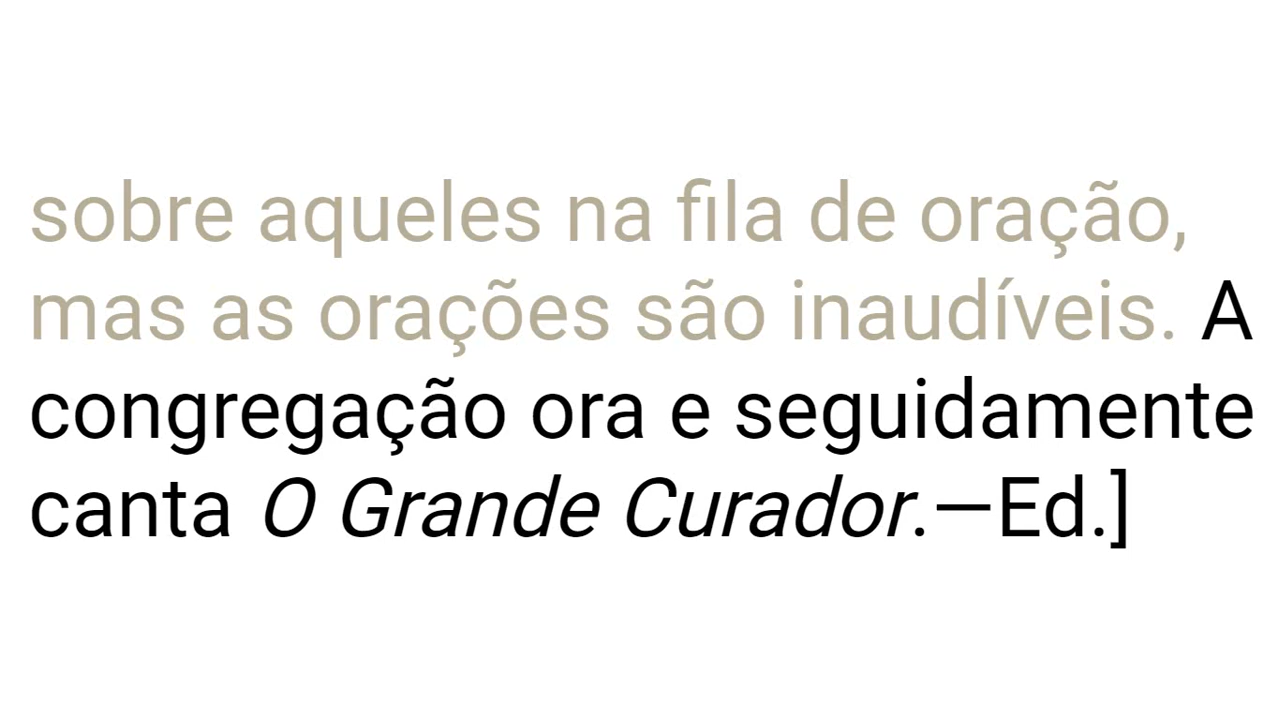 sobre aqueles na fila de oração,
mas as orações são inaudíveis. A
congregação ora e seguidamente
canta O Grande Curador.—Ed.]